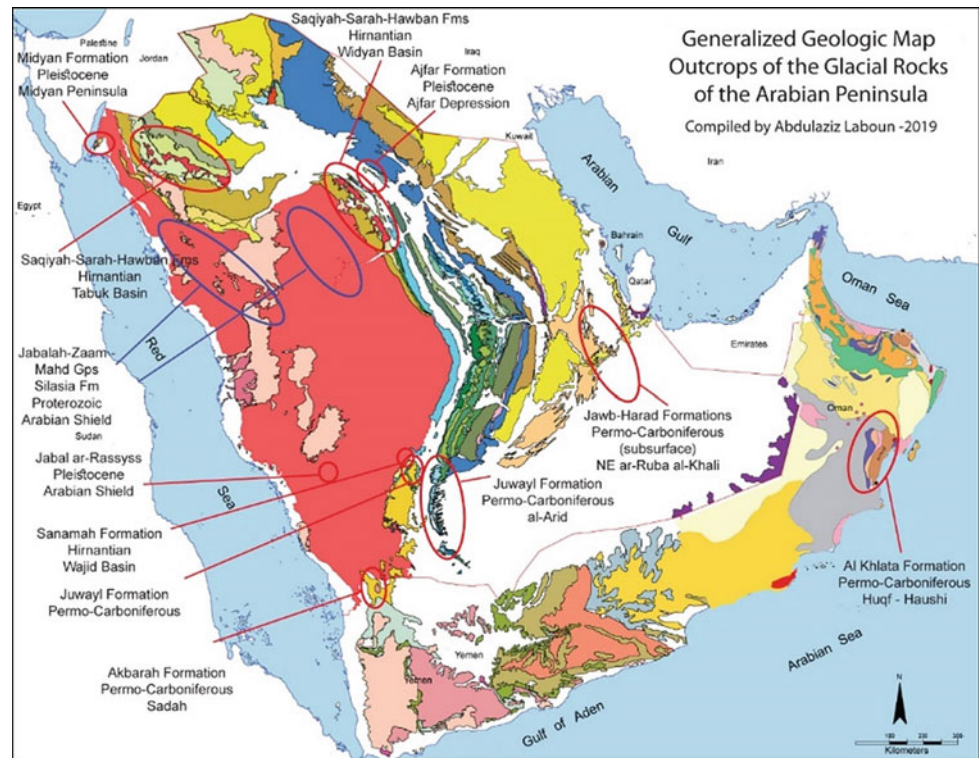 Generalized Geologic Map
Outcrops of the Glacial Rocks
of the Arabian Peninsula
Compiled by Abdulaziz Laboun -2019
Saqiyah-Sarah-Hawban Fms
Hirnantian
Widyan Basin
Palestine
Jordan
Iraq
Midyan Formation
Pleistocene
Midyan Peninsula
Ajfar Formation
Pleistocene
Ajfar Depression
Kuwait
Iran
Arabian
Gulf
Egypt
Bahrain
Qatar
Saqiyah-Sarah-Hawban Fms
Hirnantian
Tabuk Basin
Oman Sea
Emirates
Red
Sea
Jabalah-Zaam
Mahd Gps
Silasia Fm
Proterozoic
Arabian Shield
Sudan
Oman
Jawb-Harad Formations
Permo-Carboniferous
(subsurface)
NE ar-Ruba al-Khali
Jabal ar-Rassyss
Pleistocene
Arabian Shield
Juwayl Formation
Permo-Carboniferous
al-Arid
Sanamah Formation
Hirnantian
Wajid Basin
Al Khlata Formation
Permo-Carboniferous
Huqf - Haushi
Juwayl Formation
Permo-Carboniferous
Arabian Sea
Akbarah Formation
Permo-Carboniferous
Sadah
Yemen
Yemen
Gulf of Aden
N
Kilometers